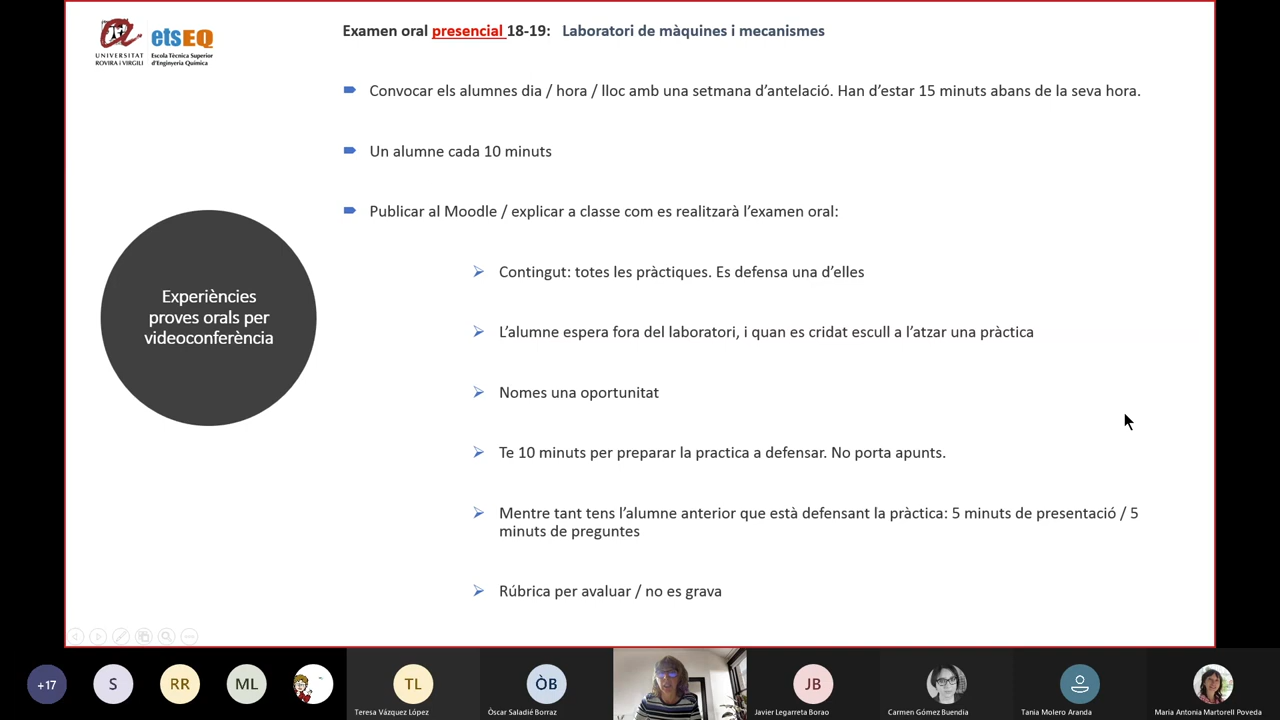 UNIVERSITAT
ROVIRA i VIRGILI
etsEQ
Escola Tècnica Superior
d'Enginyeria Química
Examen oral presencial 18-19: Laboratori de màquines i mecanismes
Convocar els alumnes dia / hora / lloc amb una setmana d'antelació. Han d'estar 15 minuts abans de la seva hora.
Un alumne cada 10 minuts
Publicar al Moodle / explicar a classe com es realitzarà l'examen oral:
Experiències
proves orals per
videoconferència
Contingut: totes les pràctiques. Es defensa una d'elles
L'alumne espera fora del laboratori, i quan es cridat escull a l'atzar una pràctica
Nomes una oportunitat
Te 10 minuts per preparar la practica a defensar. No porta apunts.
Mentre tant tens l'alumne anterior que està defensant la pràctica: 5 minuts de presentació / 5
minuts de preguntes
Rúbrica per avaluar / no es grava
+17
S
RR
ML
TL
ÒB
JB
Teresa Vázquez López
Òscar Saladié Borraz
Javier Legarreta Borao
Carmen Gómez Buendia
Tania Molero Aranda
Maria Antonia Martorell Poveda